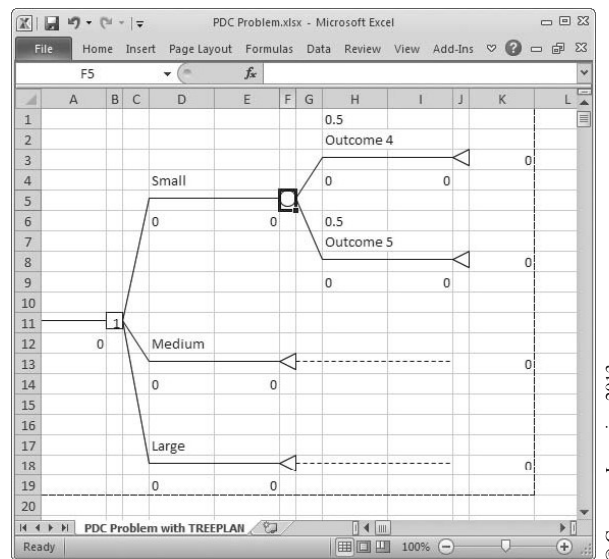 PDC Problem.xlsx - Microsoft Excel
File Home Insert Page Layout Formulas Data Review View Add-Ins
F5 fx
A B C D E F G H I J K L
1 0.5
2 Outcome 4
3 0
4 Small 0 0
5
6 0 0 0.5
7 Outcome 5
8 0
9 0 0
10
11 1
12 0 Medium
13 0
14 0 0
15
16
17 Large
18 0
19 0 0
20
PDC Problem with TREEPLAN
Ready 100%
2013